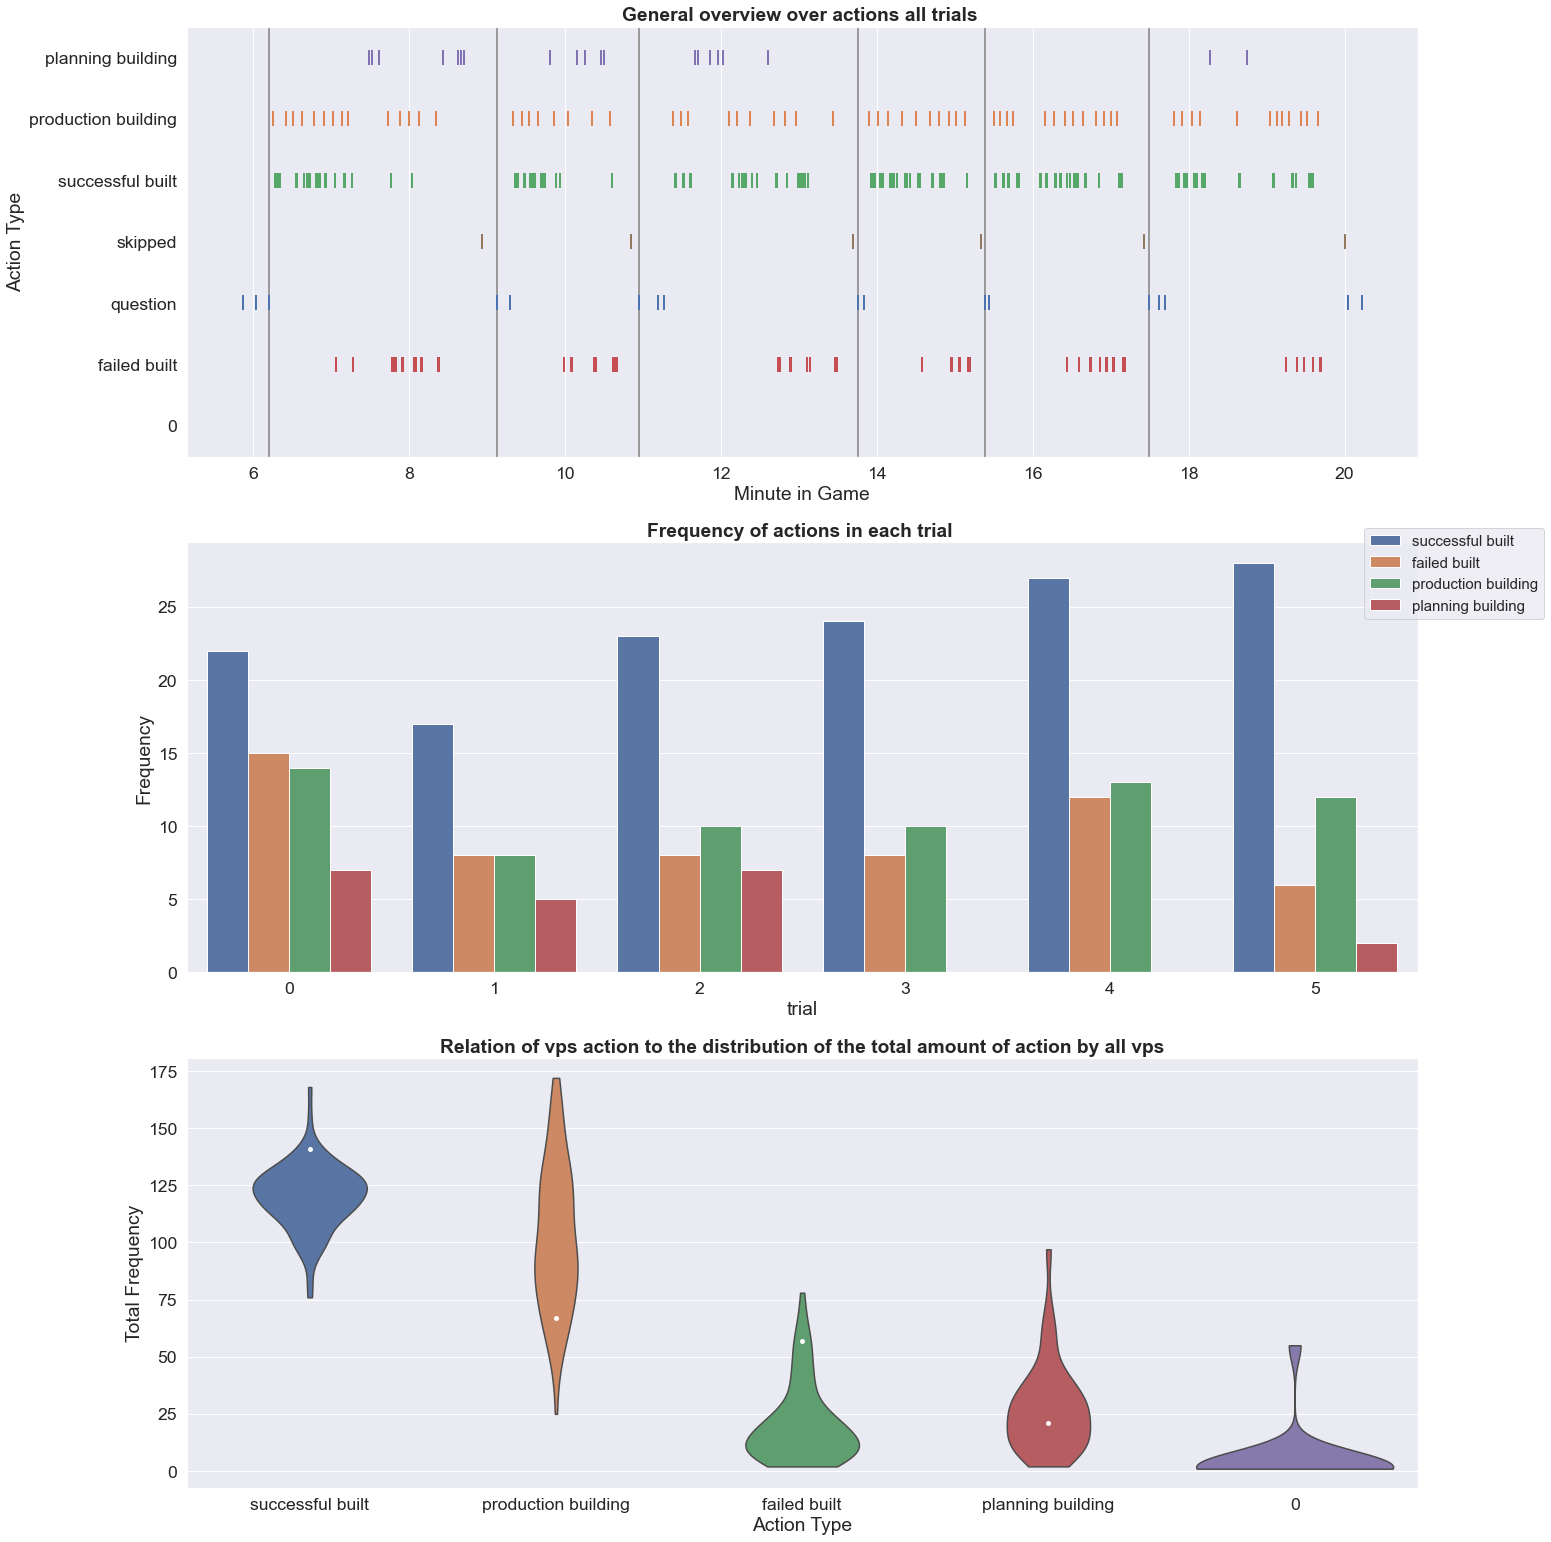 General overview over actions all trials
planning building
production building
successful built
skipped
question
failed built
0
Action Type
6 8 10 12 14 16 18 20
Minute in Game
Frequency of actions in each trial
successful built
failed built
production building
planning building
25
20
15
10
5
0
Frequency
0 1 2 3 4 5
trial
Relation of vps action to the distribution of the total amount of action by all vps
175
150
125
100
75
50
25
0
Total Frequency
successful built production building failed built planning building 0
Action Type